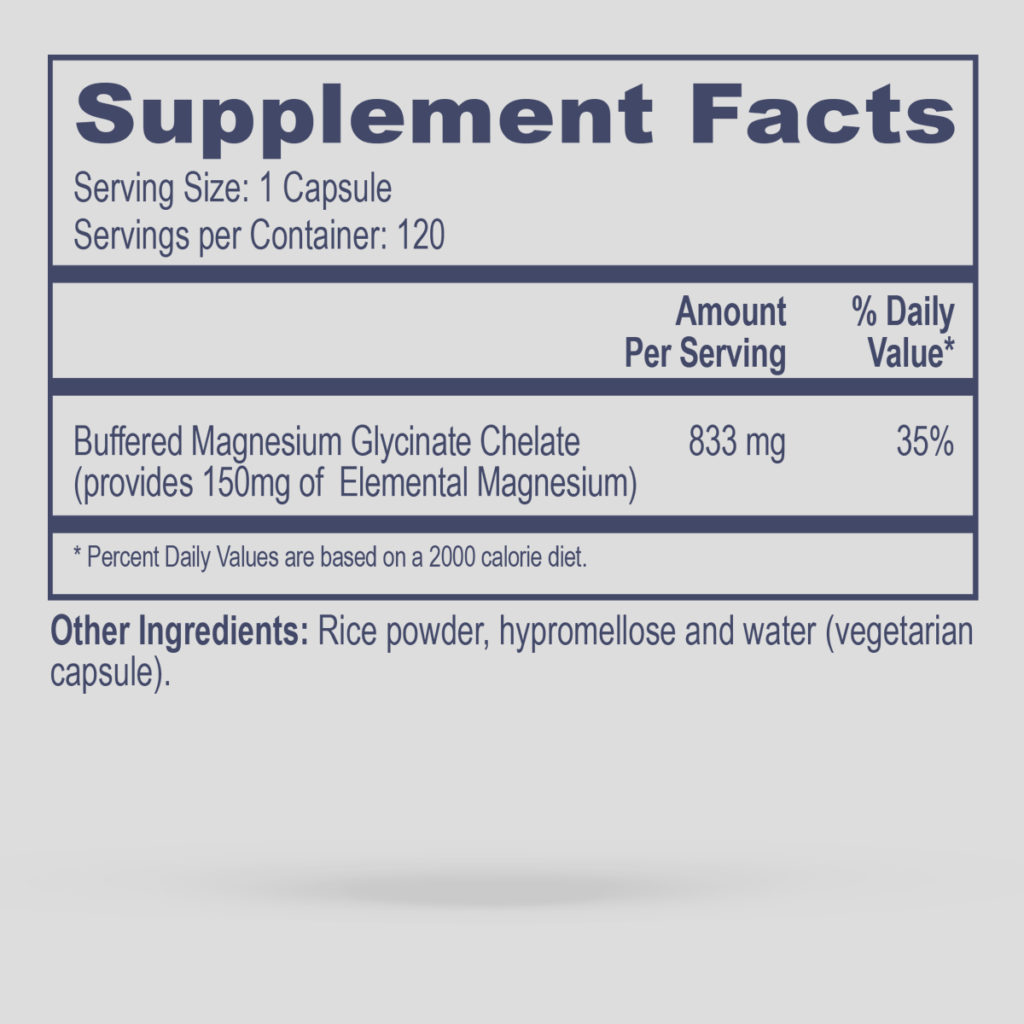 Supplement Facts
Serving Size: 1 Capsule
Servings per Container: 120
Amount Per Serving
% Daily Value*
Buffered Magnesium Glycinate Chelate 833 mg 35%
(provides 150mg of Elemental Magnesium)
* Percent Daily Values are based on a 2000 calorie diet.
Other Ingredients: Rice powder, hypromellose and water (vegetarian
capsule).